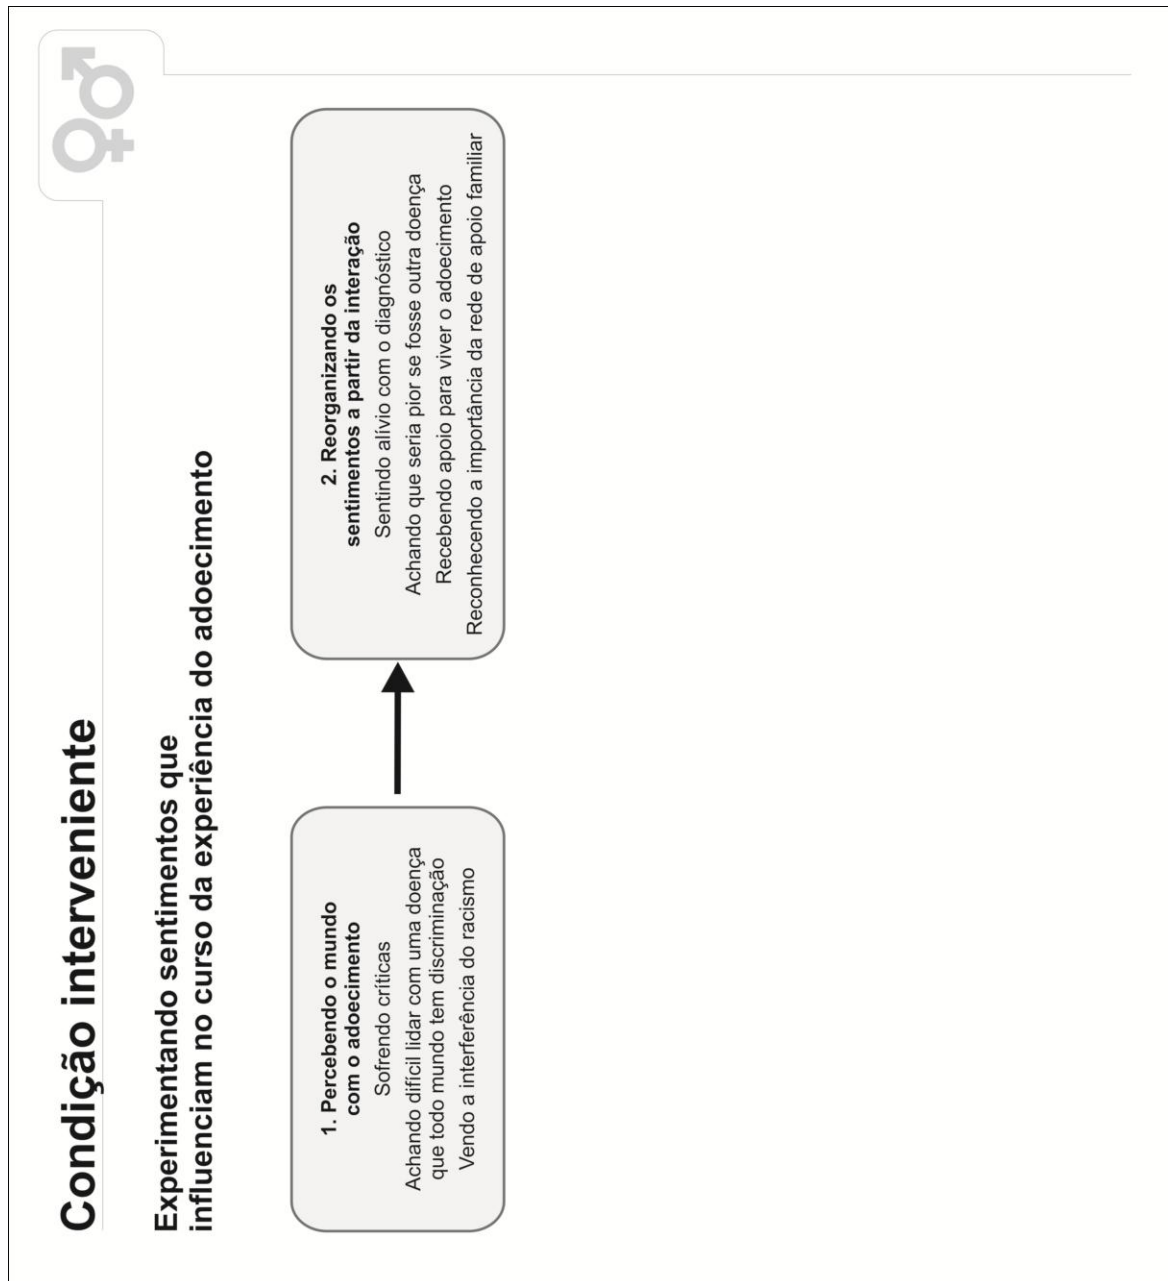 Condição interveniente
Experimentando sentimentos que
influenciam no curso da experiência do adoecimento
1. Percebendo o mundo
com o adoecimento
Sofrendo críticas
Achando difícil lidar com uma doença
que todo mundo tem discriminação
Vendo a interferência do racismo
2. Reorganizando os
sentimentos a partir da interação
Sentindo alívio com o diagnóstico
Achando que seria pior se fosse outra doença
Recebendo apoio para viver o adoecimento
Reconhecendo a importância da rede de apoio familiar